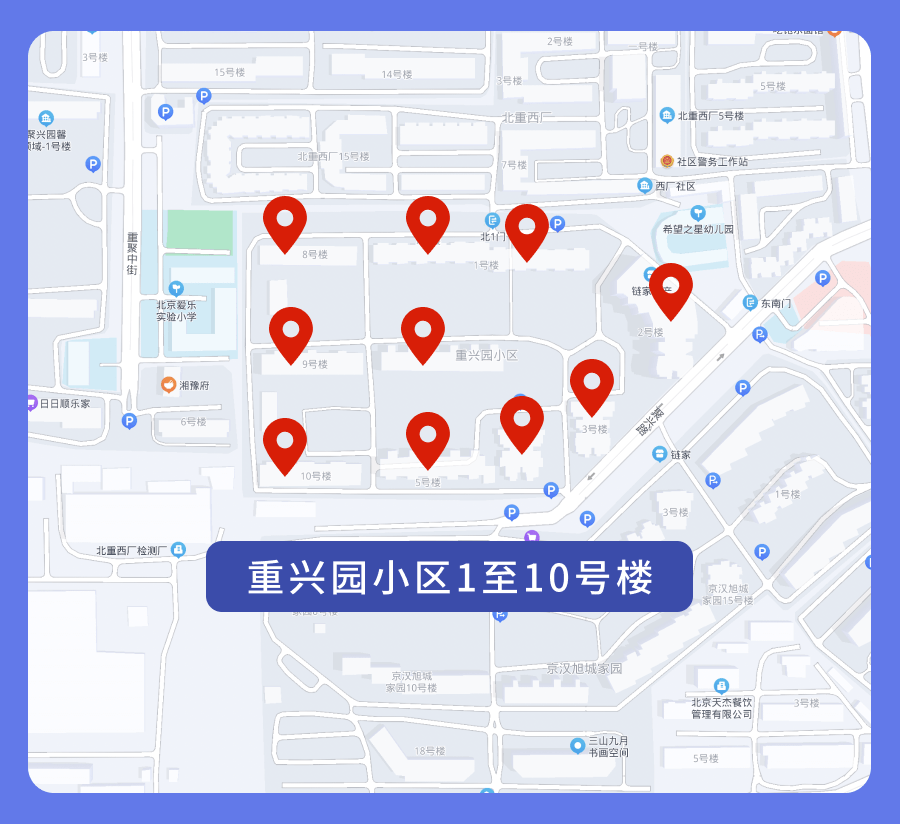 3号楼
15号楼
14号楼
2号楼
号楼
3号楼
5号楼
北重西厂
北重西厂5号楼
聚兴园馨
领域-1号楼
北重西厂15号楼
7号楼
社区警务工作站
西厂社区
希望之星幼儿园
重聚中街
北1门
8号楼
1号楼
链家
2号楼
东南门
北京爱乐
实验小学
重兴园小区
9号楼
湘豫府
日日顺乐家
6号楼
3号楼
聚兴路
链家
10号楼
5号楼
1号楼
3号楼
北重西厂检测厂
重兴园小区1至10号楼
京汉旭城
家园15号楼
京汉旭城
家园10号楼
京汉旭城家园
北京天杰餐饮
管理有限公司
3号楼
18号楼
三山九月
书画空间
5号楼